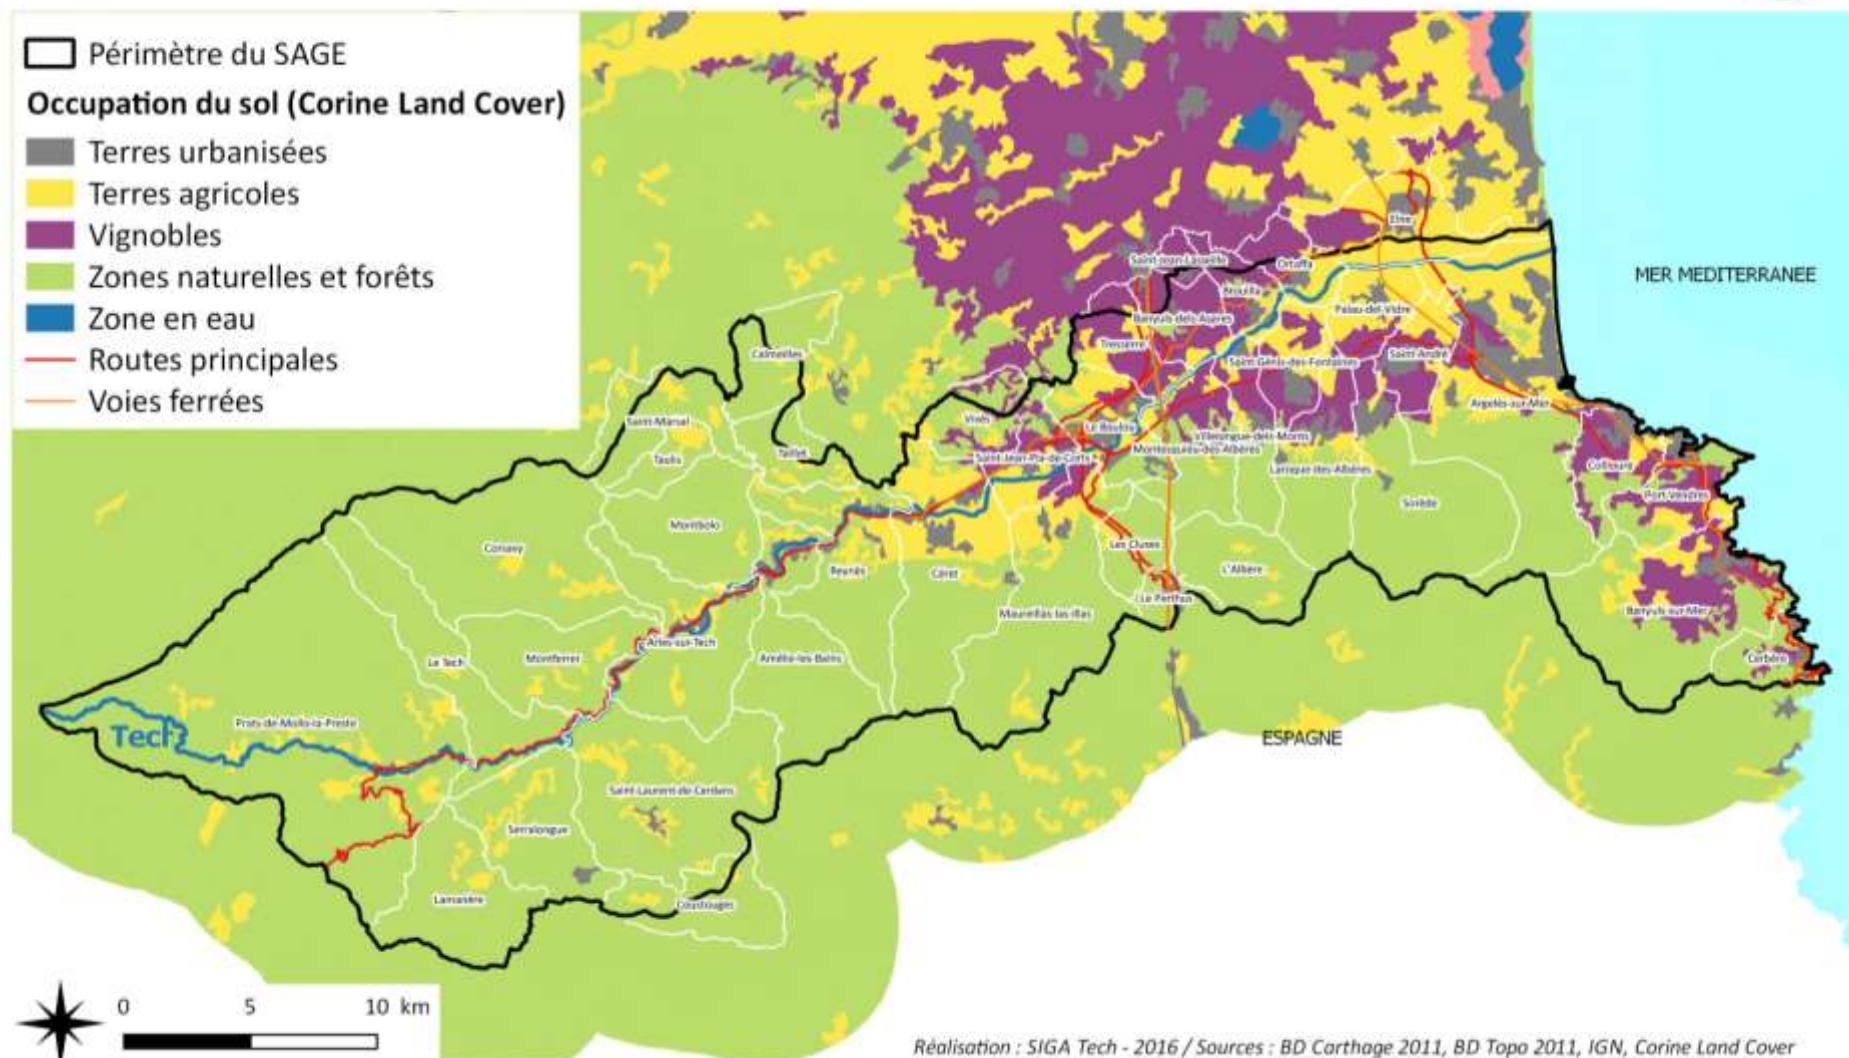 Périmètre du SAGE
Occupation du sol (Corine Land Cover)
Terres urbanisées
Terres agricoles
Vignobles
Zones naturelles et forêts
Zone en eau
Routes principales
Voies ferrées
MER MEDITERRANEE
Elne
Saint-Jean-Lasseille
Ortaffa
Brouilla
Banyuls-dels-Aspres
Palau-del-Vidre
Tresserre
Calmeilles
Saint-Génis-des-Fontaines
Saint-André
Argelès-sur-Mer
Vivès
Le Boulou
Saint-Marsal
Villelongue-dels-Monts
Montesquieu-des-Albères
Taillet
Taulis
Saint-Jean-Pla-de-Corts
Laroque-des-Albères
Collioure
Port-Vendres
Sorède
Montbolo
Corsavy
Les Cluses
Reynès
Céret
L'Albère
Le Perthus
Maureillas-las-Illas
Banyuls-sur-Mer
Arles-sur-Tech
Le Tech
Montferrer
Amélie-les-Bains
Cerbère
Prats-de-Mollo-la-Preste
Tech
ESPAGNE
Saint-Laurent-de-Cerdans
Serralongue
Lamanère
Coustouges
0 5 10 km
Réalisation : SIGA Tech - 2016 / Sources : BD Carthage 2011, BD Topo 2011, IGN, Corine Land Cover